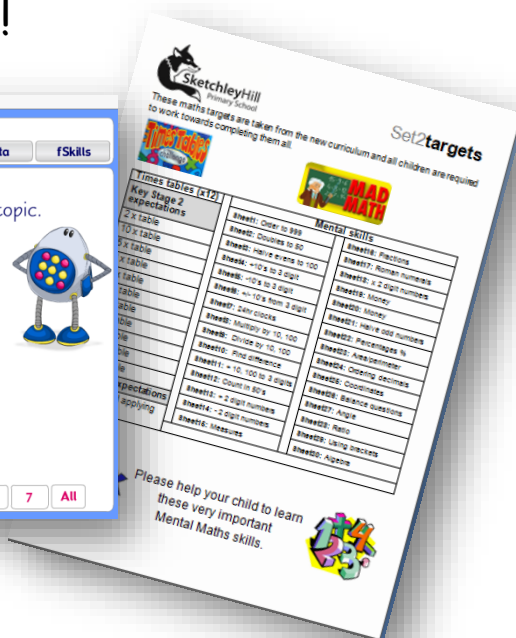 !
ta
fSkills
topic.
7
All
SketchleyHill
Primary School
Set2targets
These maths targets are taken from the new curriculum and all children are required
to work towards completing them all.
Times Tables
challenge
MAD
MATH
Times tables (x12)
Key Stage 2
expectations
2 x table
10 x table
x table
x table
x table
table
table
expectations
applying
Mental skills
Sheet1: Order to 999
Sheet2: Doubles to 50
Sheet3: Halve evens to 100
Sheet4: +10's to 3 digit
Sheet5: -10's to 3 digit
Sheet6: +/- 10's from 3 digit
Sheet7: 24hr clocks
Sheet8: Multiply by 10, 100
Sheet9: Divide by 10, 100
Sheet10: Find difference
Sheet11: ÷ 10, 100 to 3 digits
Sheet12: Count in 50's
Sheet13: + 2 digit numbers
Sheet14: - 2 digit numbers
Sheet15: Measures
Sheet16: Fractions
Sheet17: Roman numerals
Sheet18: x 2 digit numbers
Sheet19: Money
Sheet20: Money
Sheet21: Halve odd numbers
Sheet22: Percentages %
Sheet23: Area/perimeter
Sheet24: Ordering decimals
Sheet25: Coordinates
Sheet26: Balance questions
Sheet27: Angle
Sheet28: Ratio
Sheet29: Using brackets
Sheet30: Algebra
Please help your child to learn
these very important
Mental Maths skills.